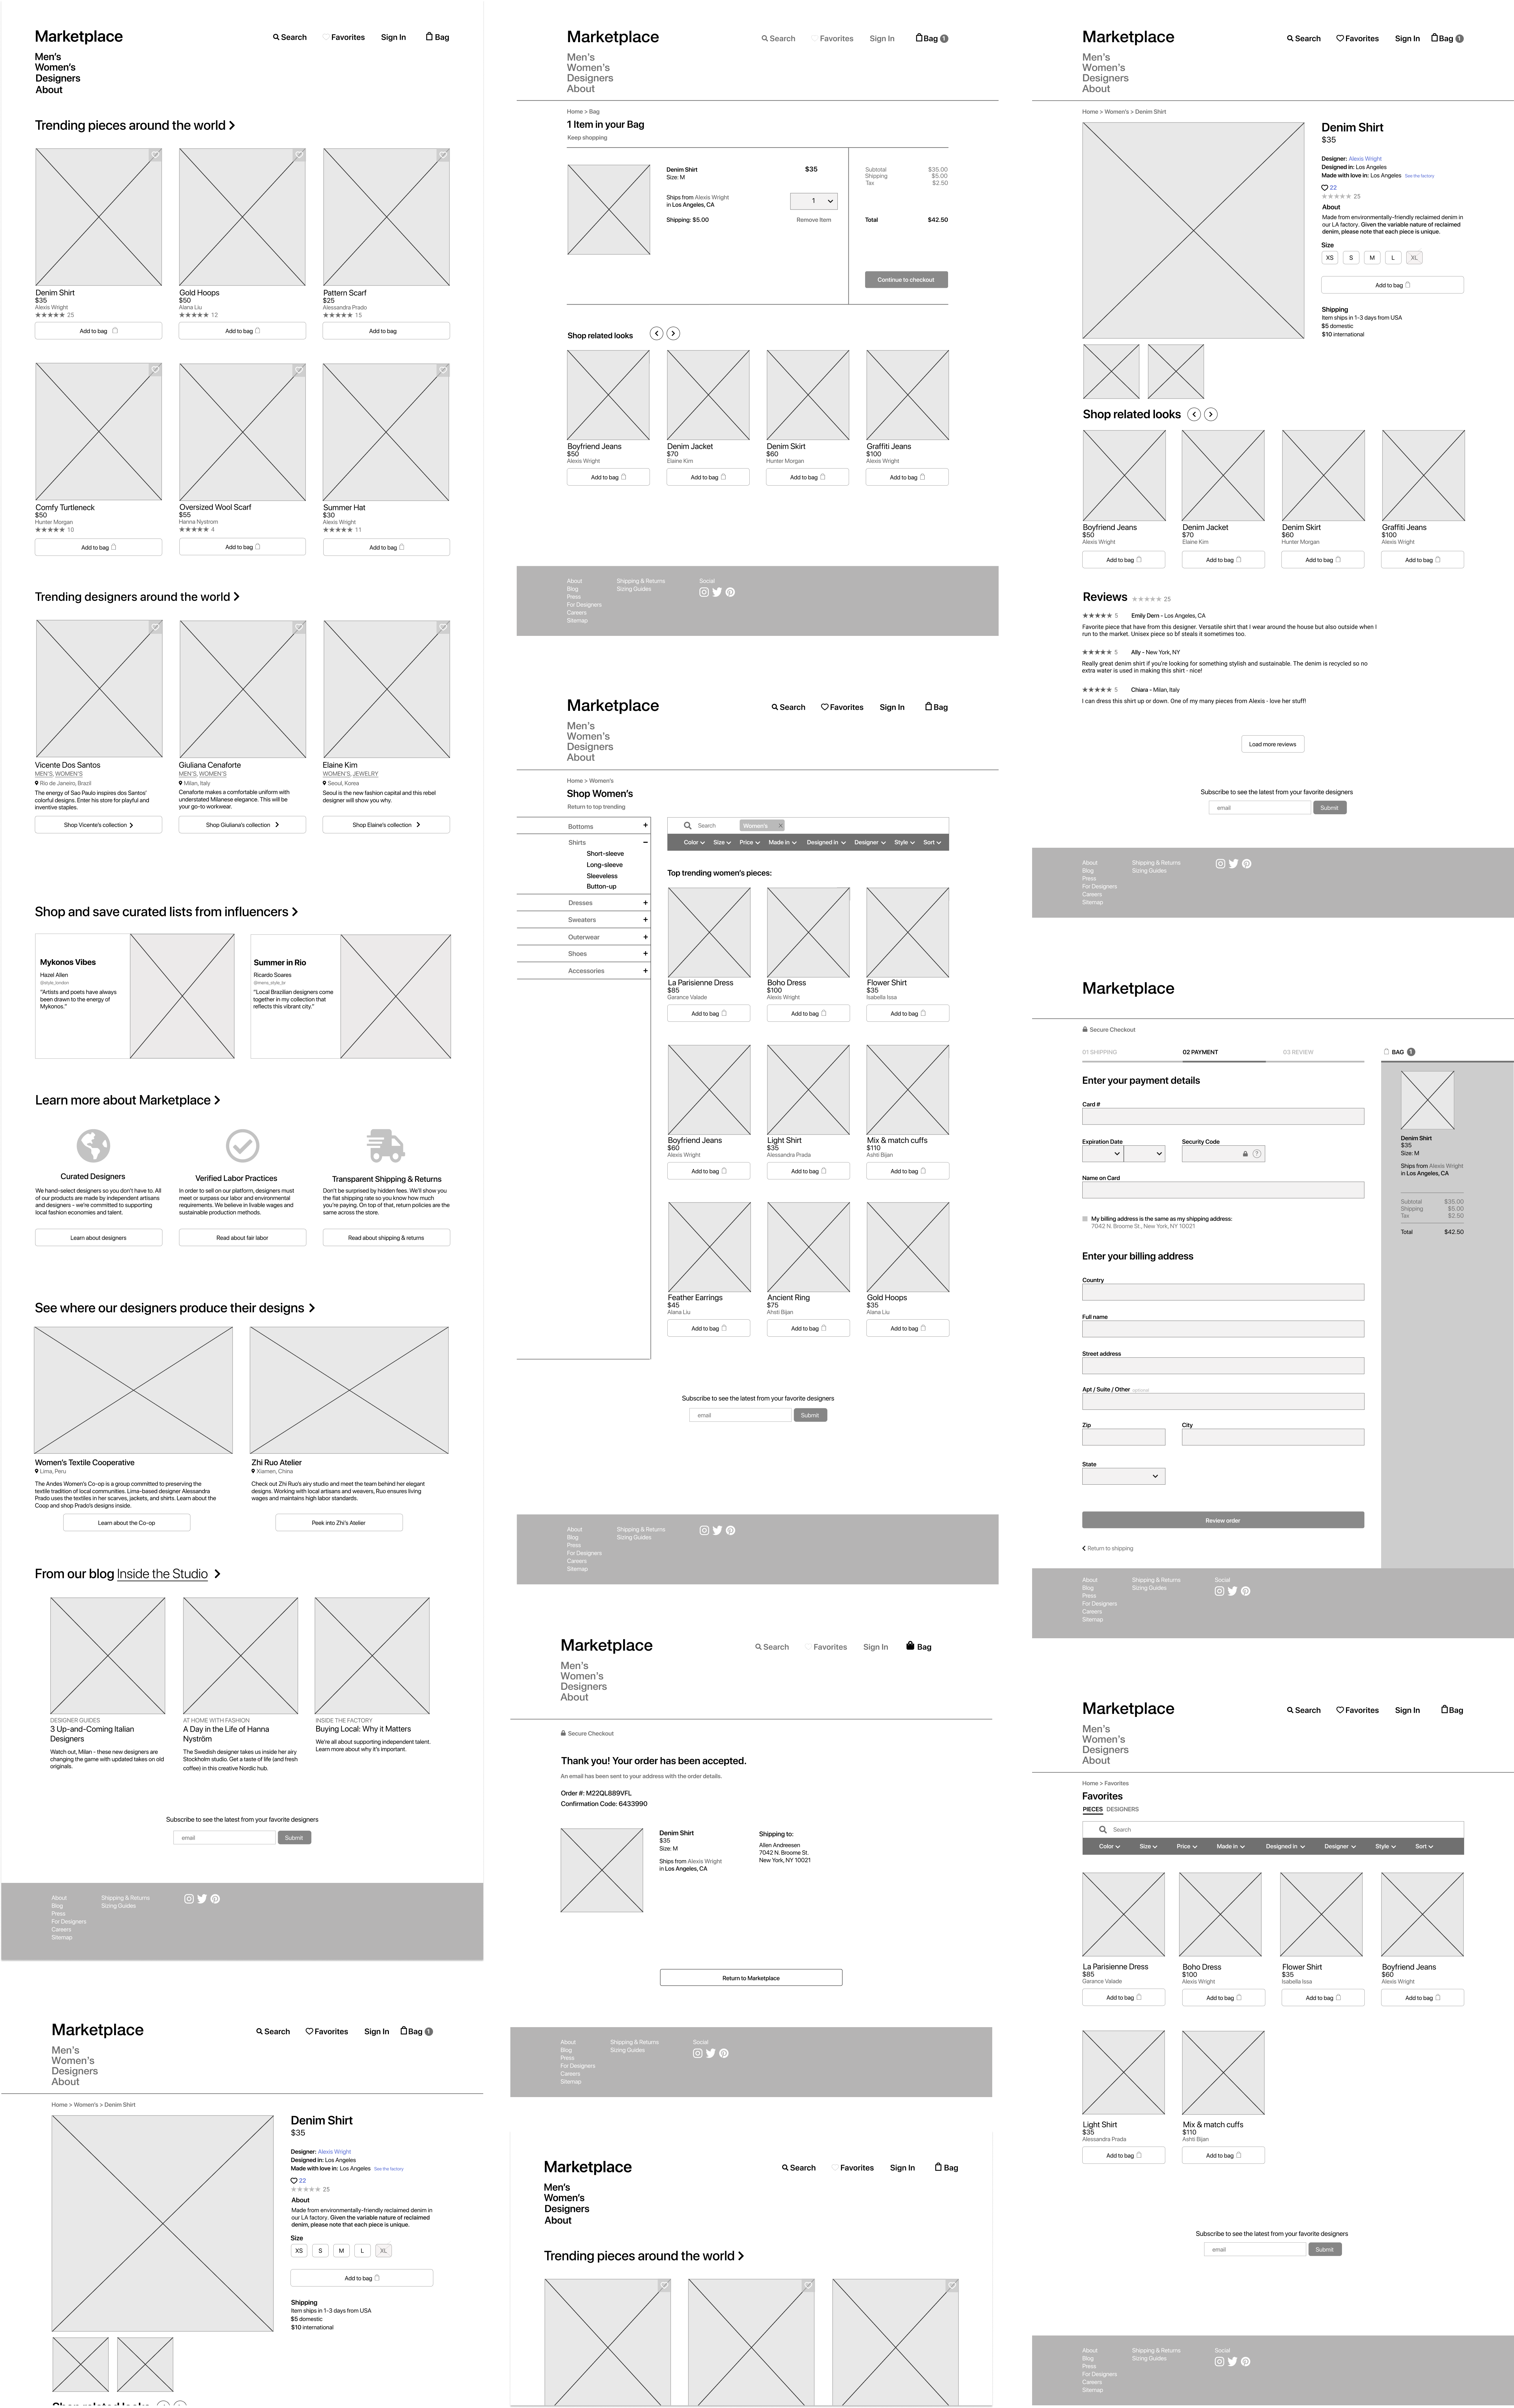 Marketplace
Search Favorites Sign In Bag
Men's
Women's
Designers
About
Trending pieces around the world
Denim Shirt
$35
Alexis Wright
25
Add to bag
Gold Hoops
$50
Alana Liu
12
Add to bag
Pattern Scarf
$25
Alessandra Prado
15
Add to bag
Comfy Turtleneck
$50
Hunter Morgan
10
Add to bag
Oversized Wool Scarf
$55
Hanna Nystrom
4
Add to bag
Summer Hat
$30
Alexis Wright
11
Add to bag
Trending designers around the world
Vicente Dos Santos
MEN'S, WOMEN'S
Rio de Janeiro, Brazil
The energy of Sao Paulo inspires dos Santos'
colorful designs. Enter his store for playful and
inventive staples.
Shop Vicente's collection
Giuliana Cenaforte
MEN'S, WOMEN'S
Milan, Italy
Cenaforte makes a comfortable uniform with
understated Milanese elegance. This will be
your go-to workwear.
Shop Giuliana's collection
Elaine Kim
WOMEN'S, JEWELRY
Seoul, Korea
Seoul is the new fashion capital and this rebel
designer will show you why.
Shop Elaine's collection
Shop and save curated lists from influencers
Mykonos Vibes
Hazel Allen
@style_london
"Artists and poets have always
been drawn to the energy of
Mykonos."
Summer in Rio
Ricardo Soares
@mens_style_br
"Local Brazilian designers come
together in my collection that
reflects this vibrant city."
Learn more about Marketplace
Curated Designers
We hand-select designers so you don't have to. All
of our products are made by independent artisans
and designers - we're committed to supporting
local fashion economies and talent.
Learn about designers
Verified Labor Practices
In order to sell on our platform, designers must
meet or surpass our labor and environmental
requirements. We believe in livable wages and
sustainable production methods.
Read about fair labor
Transparent Shipping & Returns
Don't be surprised by hidden fees. We'll show you
the flat shipping rate so you know how much
you're paying. On top of that, return policies are the
same across the store.
Read about shipping & returns
See where our designers produce their designs
Women's Textile Cooperative
Lima, Peru
The Andes Women's Co-op is a group committed to preserving the
textile tradition of local communities. Lima-based designer Alessandra
Prado uses the textiles in her scarves, jackets, and shirts. Learn about the
Coop and shop Prado's designs inside.
Learn about the Co-op
Zhi Ruo Atelier
Xiamen, China
Check out Zhi Ruo's airy studio and meet the team behind her elegant
designs. Working with local artisans and weavers, Ruo ensures living
wages and maintains high labor standards.
Peek into Zhi's Atelier
From our blog Inside the Studio
DESIGNER GUIDES
3 Up-and-Coming Italian
Designers
Watch out, Milan - these new designers are
changing the game with updated takes on old
originals.
AT HOME WITH FASHION
A Day in the Life of Hanna
Nyström
The Swedish designer takes us inside her airy
Stockholm studio. Get a taste of life (and fresh
coffee) in this creative Nordic hub.
INSIDE THE FACTORY
Buying Local: Why it Matters
We're all about supporting independent talent.
Learn more about why it's important.
Subscribe to see the latest from your favorite designers
email Submit
About
Blog
Press
For Designers
Careers
Sitemap
Shipping & Returns
Sizing Guides
Marketplace
Search Favorites Sign In Bag 1
Men's
Women's
Designers
About
Home > Women's > Denim Shirt
Denim Shirt
$35
Designer: Alexis Wright
Designed in: Los Angeles
Made with love in: Los Angeles See the factory
22
25
About
Made from environmentally-friendly reclaimed denim in
our LA factory. Given the variable nature of reclaimed
denim, please note that each piece is unique.
Size
XS S M L XL
Add to bag
Shipping
Item ships in 1-3 days from USA
$5 domestic
$10 international
Shop related looks
Marketplace
Search Favorites Sign In Bag 1
Men's
Women's
Designers
About
Home > Bag
1 Item in your Bag
Keep shopping
Denim Shirt
Size: M
Ships from Alexis Wright
in Los Angeles, CA
Shipping: $5.00
$35
1
Remove Item
Subtotal $35.00
Shipping $5.00
Tax $2.50
Total $42.50
Continue to checkout
Shop related looks
Boyfriend Jeans
$50
Alexis Wright
Add to bag
Denim Jacket
$70
Elaine Kim
Add to bag
Denim Skirt
$60
Hunter Morgan
Add to bag
Graffiti Jeans
$100
Alexis Wright
Add to bag
About
Blog
Press
For Designers
Careers
Sitemap
Shipping & Returns
Sizing Guides
Social
Marketplace
Search Favorites Sign In Bag
Men's
Women's
Designers
About
Home > Women's
Shop Women's
Return to top trending
Bottoms +
Shirts −
Short-sleeve
Long-sleeve
Sleeveless
Button-up
Dresses +
Sweaters +
Outerwear +
Shoes +
Accessories +
Search Women's ×
Color Size Price Made in Designed in Designer Style Sort
Top trending women's pieces:
La Parisienne Dress
$85
Garance Valade
Add to bag
Boho Dress
$100
Alexis Wright
Add to bag
Flower Shirt
$35
Isabella Issa
Add to bag
Boyfriend Jeans
$60
Alexis Wright
Add to bag
Light Shirt
$35
Alessandra Prada
Add to bag
Mix & match cuffs
$110
Ashti Bijan
Add to bag
Feather Earrings
$45
Alana Liu
Add to bag
Ancient Ring
$75
Ahsti Bijan
Add to bag
Gold Hoops
$35
Alana Liu
Add to bag
Subscribe to see the latest from your favorite designers
email Submit
About
Blog
Press
For Designers
Careers
Sitemap
Shipping & Returns
Sizing Guides
Marketplace
Search Favorites Sign In Bag
Men's
Women's
Designers
About
Secure Checkout
Thank you! Your order has been accepted.
An email has been sent to your address with the order details.
Order #: M22QL889VFL
Confirmation Code: 6433990
Denim Shirt
$35
Size: M
Ships from Alexis Wright
in Los Angeles, CA
Shipping to:
Allen Andreesen
7042 N. Broome St.
New York, NY 10021
Return to Marketplace
About
Blog
Press
For Designers
Careers
Sitemap
Shipping & Returns
Sizing Guides
Social
Marketplace
Search Favorites Sign In Bag
Men's
Women's
Designers
About
Trending pieces around the world
Marketplace
Search Favorites Sign In Bag 1
Men's
Women's
Designers
About
Home > Women's > Denim Shirt
Denim Shirt
$35
Designer: Alexis Wright
Designed in: Los Angeles
Made with love in: Los Angeles See the factory
22
25
About
Made from environmentally-friendly reclaimed denim in
our LA factory. Given the variable nature of reclaimed
denim, please note that each piece is unique.
Size
XS S M L XL
Add to bag
Shipping
Item ships in 1-3 days from USA
$5 domestic
$10 international
Shop related looks
Boyfriend Jeans
$50
Alexis Wright
Add to bag
Denim Jacket
$70
Elaine Kim
Add to bag
Denim Skirt
$60
Hunter Morgan
Add to bag
Graffiti Jeans
$100
Alexis Wright
Add to bag
Reviews 25
5 Emily Dern - Los Angeles, CA
Favorite piece that have from this designer. Versatile shirt that I wear around the house but also outside when I
run to the market. Unisex piece so bf steals it sometimes too.
5 Ally - New York, NY
Really great denim shirt if you're looking for something stylish and sustainable. The denim is recycled so no
extra water is used in making this shirt - nice!
5 Chiara - Milan, Italy
I can dress this shirt up or down. One of my many pieces from Alexis - love her stuff!
Load more reviews
Subscribe to see the latest from your favorite designers
email Submit
About
Blog
Press
For Designers
Careers
Sitemap
Shipping & Returns
Sizing Guides
Marketplace
Secure Checkout
01 SHIPPING 02 PAYMENT 03 REVIEW
BAG 1
Enter your payment details
Card #
Expiration Date
Security Code
?
Name on Card
My billing address is the same as my shipping address:
7042 N. Broome St., New York, NY 10021
Enter your billing address
Country
Full name
Street address
Apt / Suite / Other optional
Zip
City
State
Review order
Return to shipping
Denim Shirt
$35
Size: M
Ships from Alexis Wright
in Los Angeles, CA
Subtotal $35.00
Shipping $5.00
Tax $2.50
Total $42.50
About
Blog
Press
For Designers
Careers
Sitemap
Shipping & Returns
Sizing Guides
Social
Marketplace
Search Favorites Sign In Bag
Men's
Women's
Designers
About
Home > Favorites
Favorites
PIECES DESIGNERS
Search
Color Size Price Made in Designed in Designer Style Sort
La Parisienne Dress
$85
Garance Valade
Add to bag
Boho Dress
$100
Alexis Wright
Add to bag
Flower Shirt
$35
Isabella Issa
Add to bag
Boyfriend Jeans
$60
Alexis Wright
Add to bag
Light Shirt
$35
Alessandra Prada
Add to bag
Mix & match cuffs
$110
Ashti Bijan
Add to bag
Subscribe to see the latest from your favorite designers
email Submit
About
Blog
Press
For Designers
Careers
Sitemap
Shipping & Returns
Sizing Guides
Social